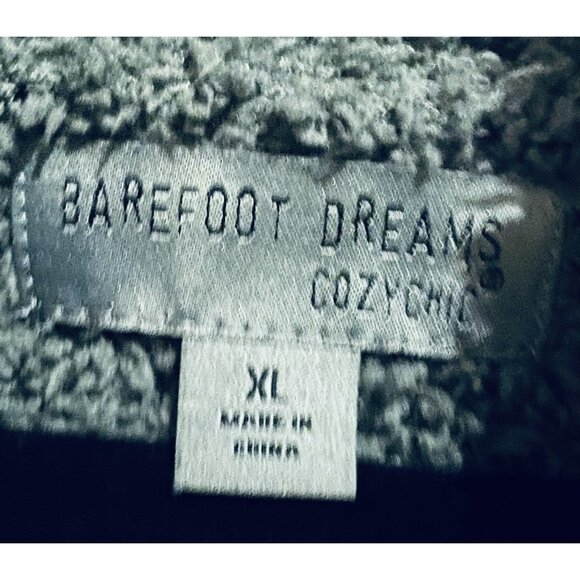 BAREFOOT DREAMS
COZYCHIC®
XL
MADE IN
CHINA